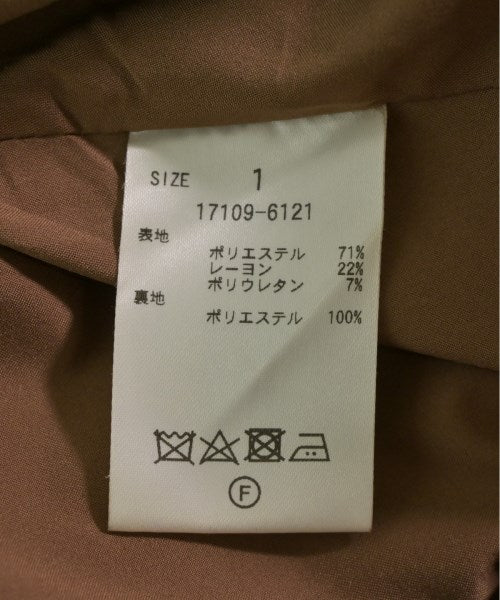 SIZE 1
17109-6121
表地
ポリエステル 71%
レーヨン 22%
ポリウレタン 7%
裏地
ポリエステル 100%
F